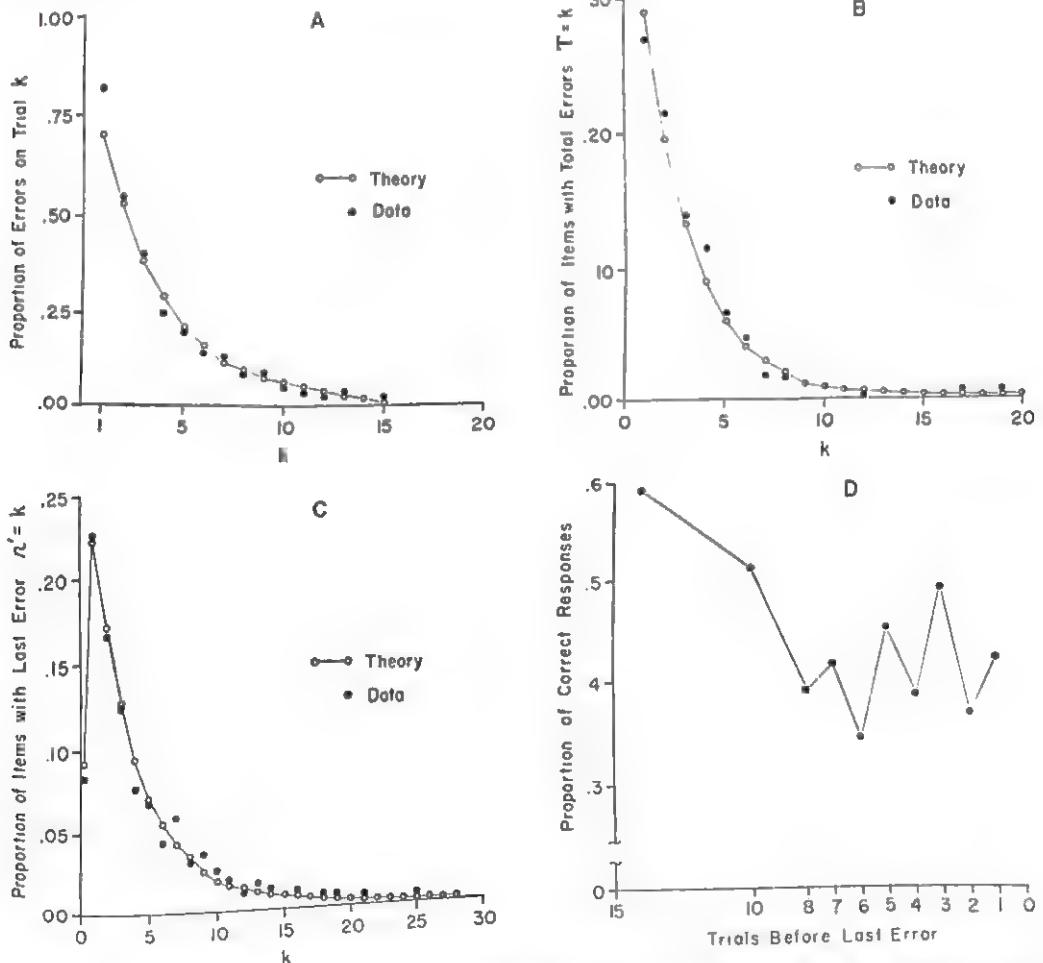 A
Proportion of Errors on Trial k
1.00
.75
.50
.25
.00
1
5
10
15
20
Theory
Data
B
Proportion of Items with Total Errors T = k
.20
10
.00
0
5
10
15
20
k
Theory
Data
C
Proportion of Items with Last Error n' = k
.25
.20
.15
.10
.05
.00
0
5
10
15
20
25
30
k
Theory
Data
D
Proportion of Correct Responses
.6
.5
.4
.3
0
15
10
8
7
6
5
4
3
2
1
0
Trials Before Last Error